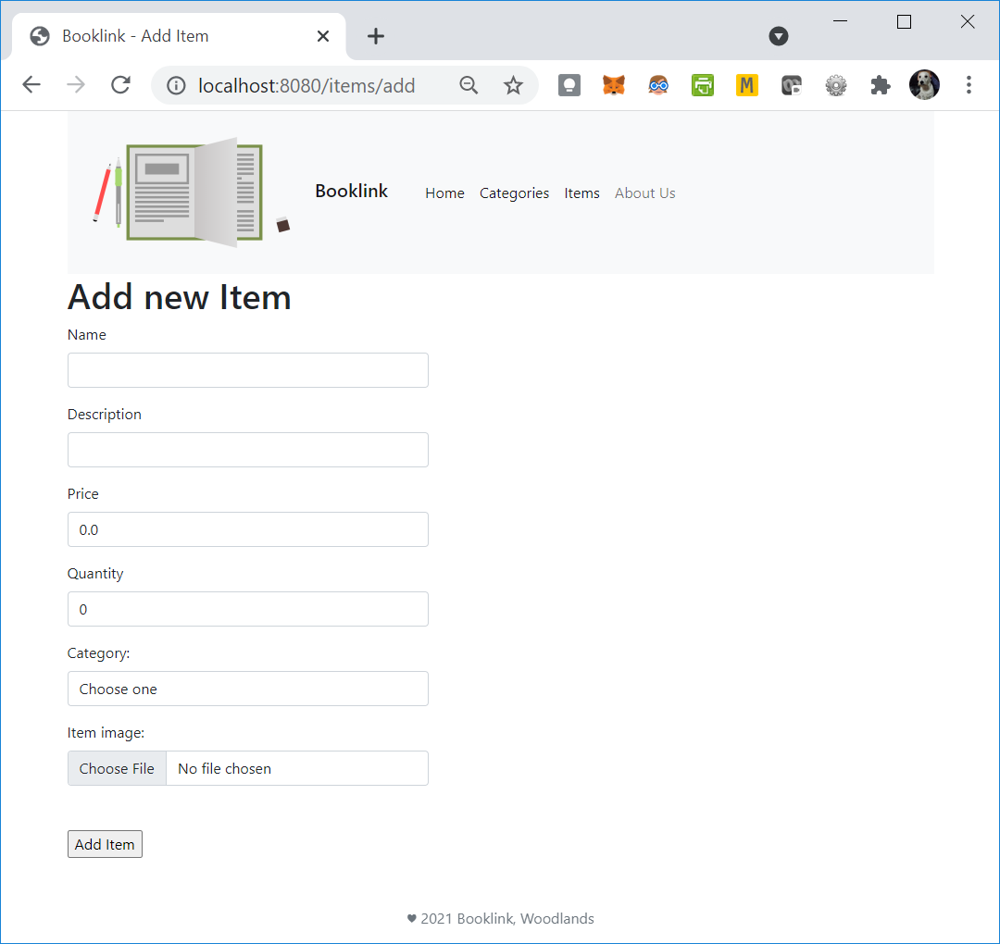 Booklink - Add Item
localhost:8080/items/add
M
Booklink Home Categories Items About Us
Add new Item
Name
Description
Price
0.0
Quantity
0
Category:
Choose one
Item image:
Choose File No file chosen
Add Item
♥ 2021 Booklink, Woodlands